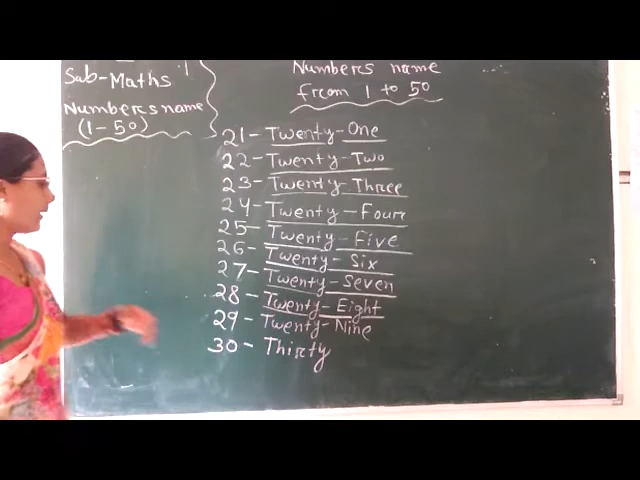 Sub-Maths
Numbers name
(1-50)
Numbers name
from 1 to 50
21- Twenty-One
22- Twenty-Two
23- Twenty-Three
24- Twenty-Four
25- Twenty-Five
26- Twenty-Six
27- Twenty-Seven
28- Twenty-Eight
29- Twenty-Nine
30- Thirty